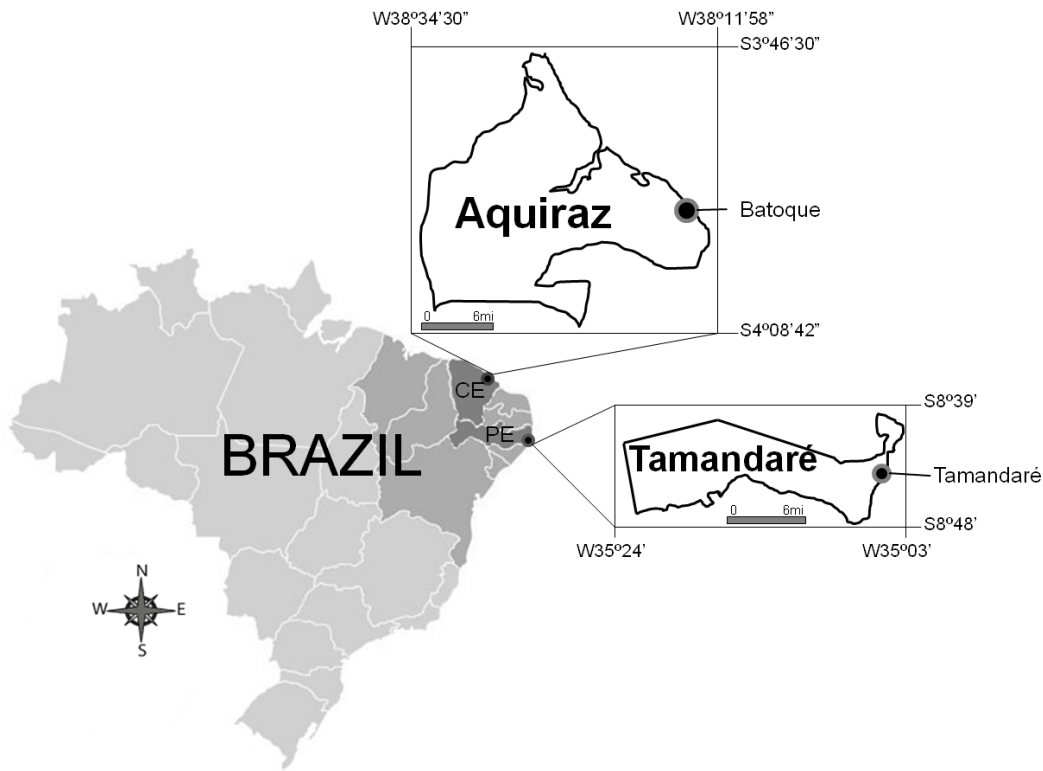 W38º34'30”
W38º11'58”
S3º46'30”
Aquiraz
Batoque
0 6mi
S4º08'42”
CE
BRAZIL
PE
S8º39'
Tamandaré
Tamandaré
0 6mi
S8º48'
W35º24'
W35º03'
N
W E
S